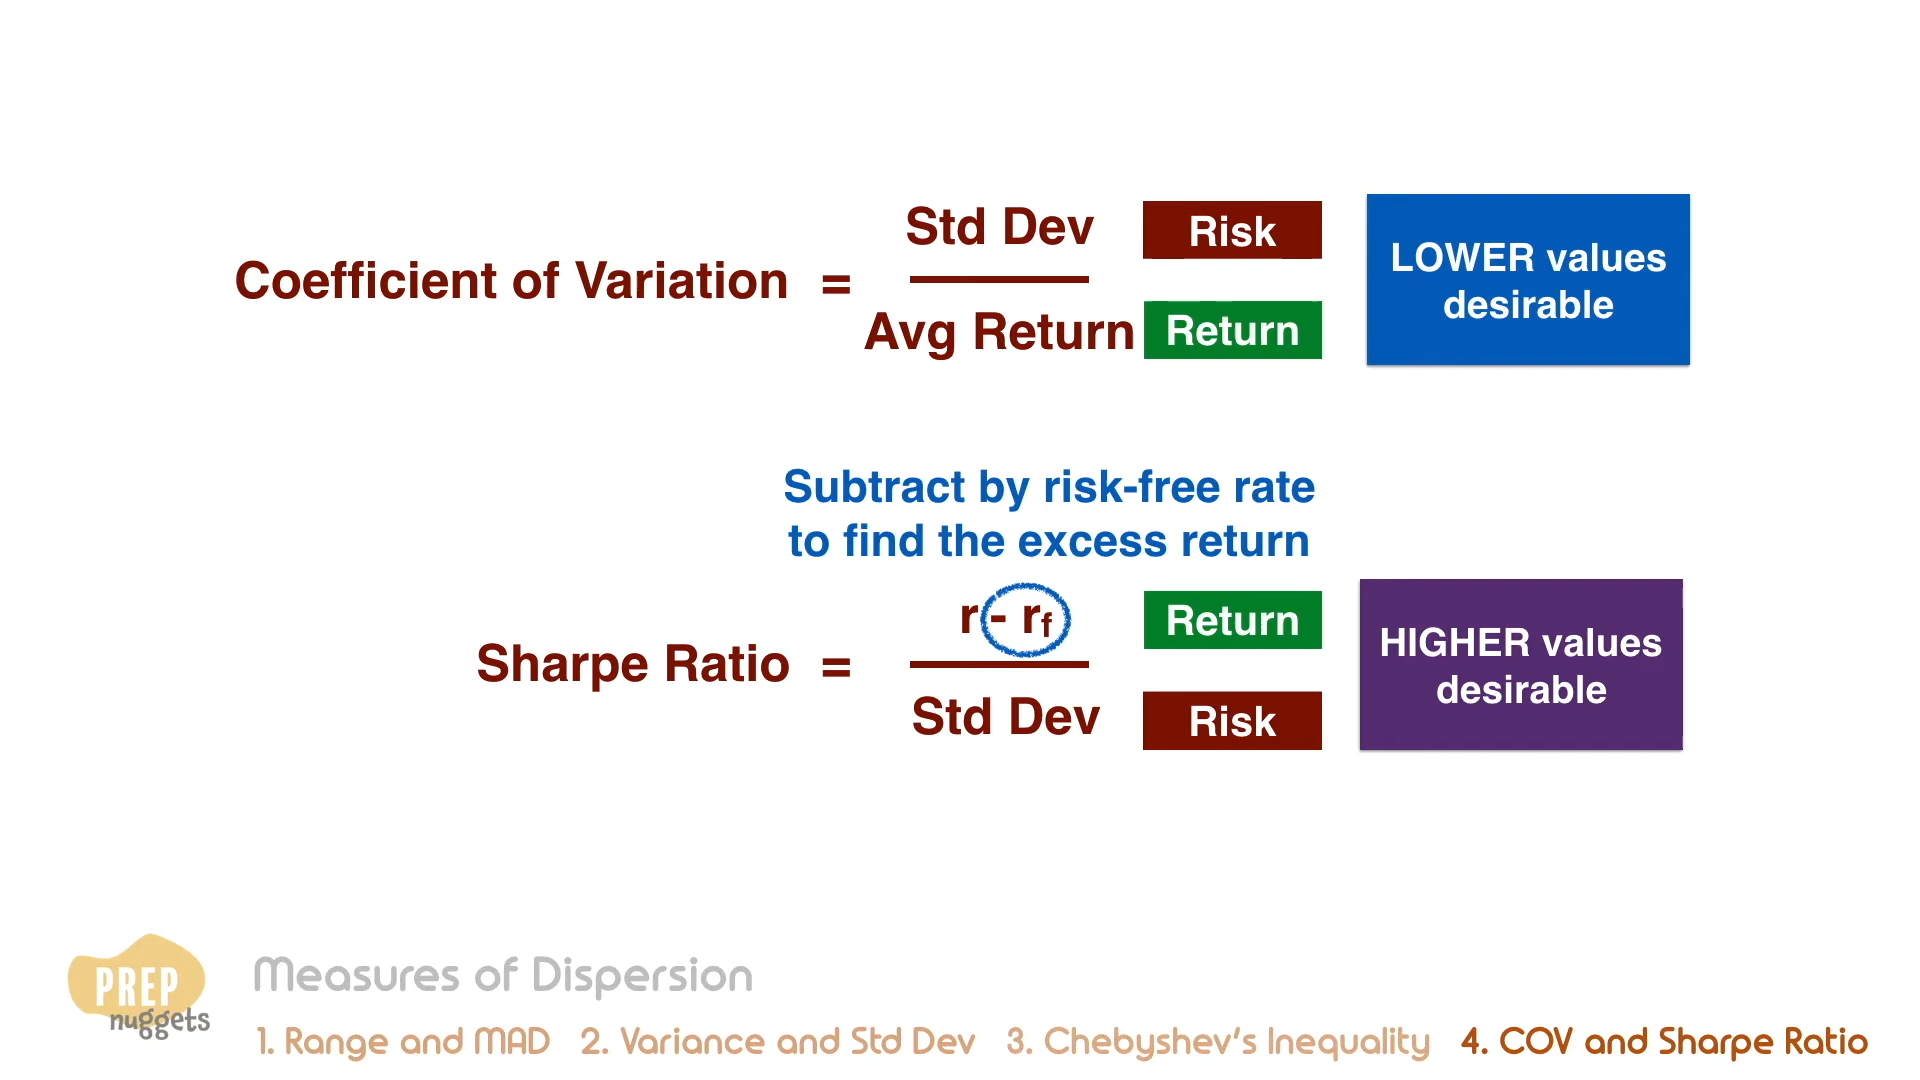 Std Dev Risk
Coefficient of Variation =
Avg Return Return
LOWER values
desirable
Subtract by risk-free rate
to find the excess return
r - rf Return
Sharpe Ratio =
Std Dev Risk
HIGHER values
desirable
PREP
nuggets
Measures of Dispersion
1. Range and MAD 2. Variance and Std Dev 3. Chebyshev's Inequality 4. COV and Sharpe Ratio